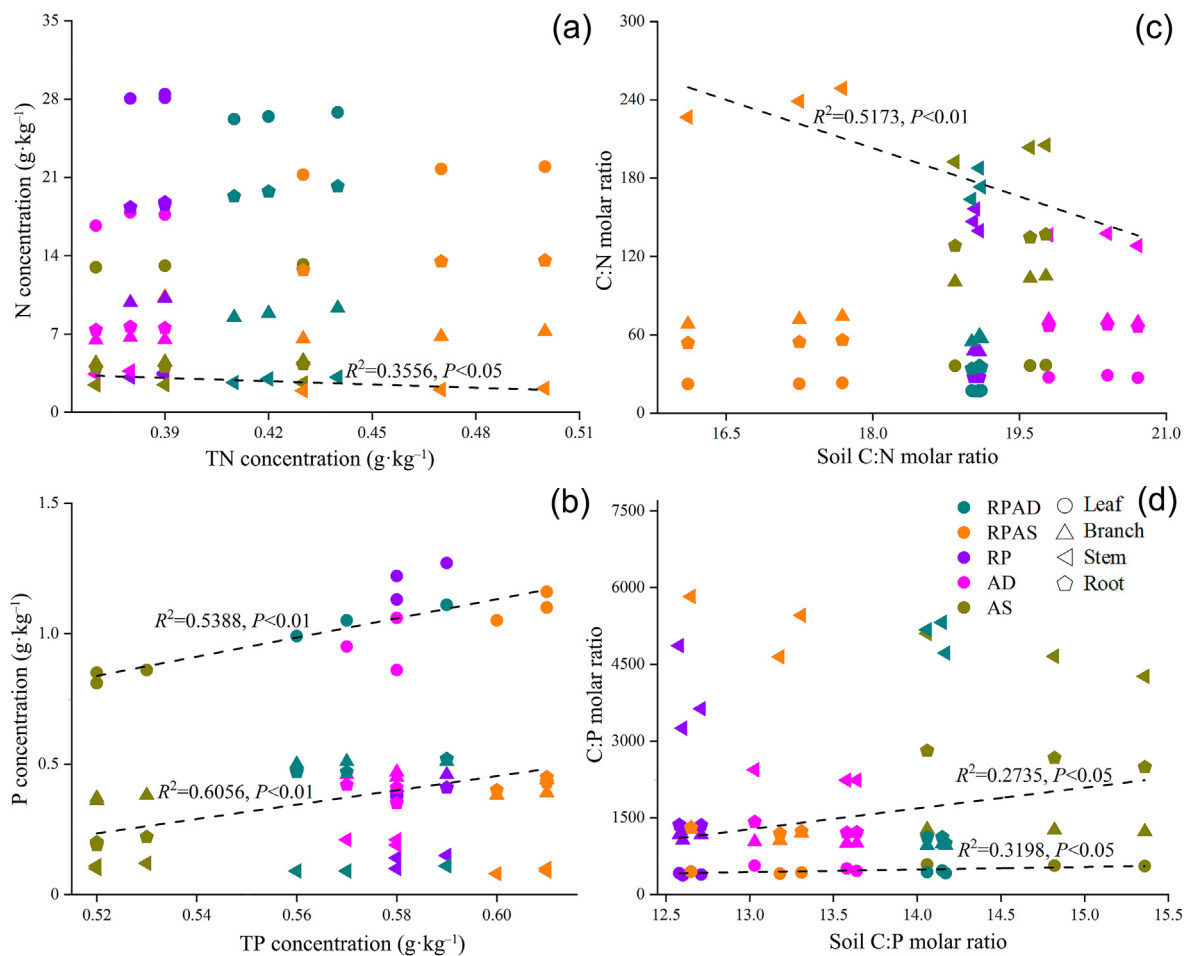 (a)
35
28
21
14
7
0
N concentration (g·kg⁻¹)
R²=0.3556, P<0.05
0.39
0.42
0.45
0.48
0.51
TN concentration (g·kg⁻¹)
(c)
300
240
180
120
60
0
C:N molar ratio
R²=0.5173, P<0.01
16.5
18.0
19.5
21.0
Soil C:N molar ratio
(b)
1.5
1.0
0.5
0.0
P concentration (g·kg⁻¹)
R²=0.5388, P<0.01
R²=0.6056, P<0.01
0.52
0.54
0.56
0.58
0.60
TP concentration (g·kg⁻¹)
(d)
7500
6000
4500
3000
1500
0
C:P molar ratio
RPAD
RPAS
RP
AD
AS
Leaf
Branch
Stem
Root
R²=0.2735, P<0.05
R²=0.3198, P<0.05
12.5
13.0
13.5
14.0
14.5
15.0
15.5
Soil C:P molar ratio